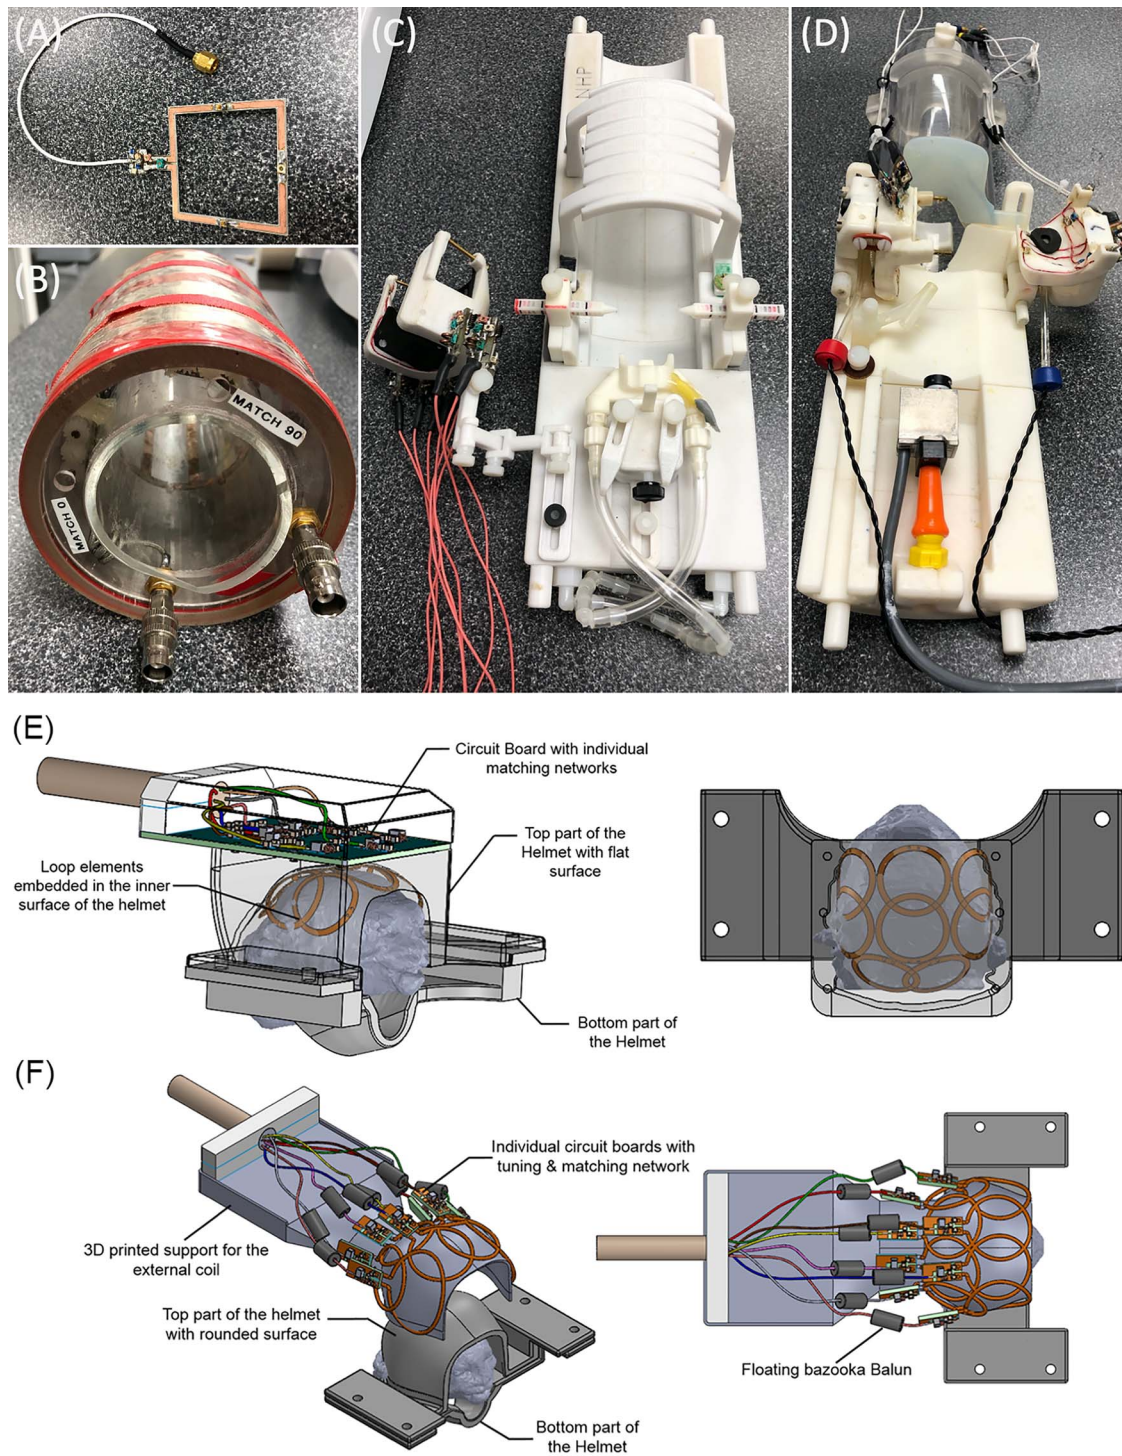 (A)
(B)
MATCH 90
MATCH 0
(C)
NHP
(D)
(E)
Circuit Board with individual
matching networks
Loop elements
embedded in the inner
surface of the helmet
Top part of the
Helmet with flat
surface
Bottom part of
the Helmet
(F)
Individual circuit boards with
tuning & matching network
3D printed support for the
external coil
Top part of the helmet
with rounded surface
Floating bazooka Balun
Bottom part of
the Helmet